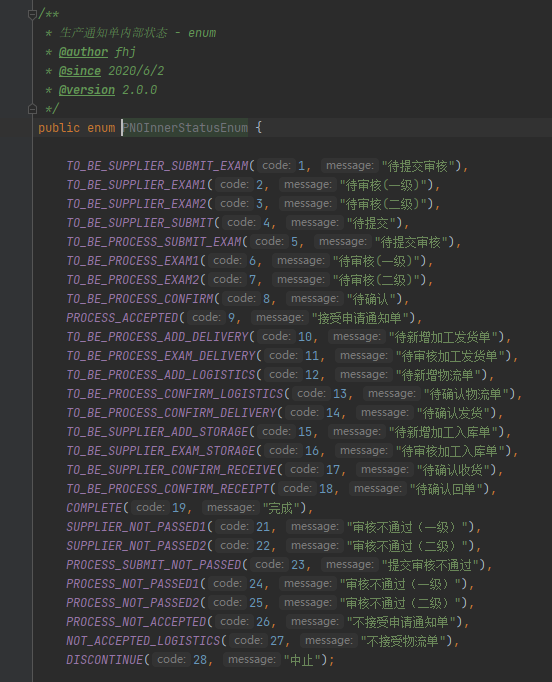 /**
 * 生产通知单内部状态 - enum
 * @author fhj
 * @since 2020/6/2
 * @version 2.0.0
 */
public enum PNOInnerStatusEnum {
TO_BE_SUPPLIER_SUBMIT_EXAM( code: 1, message: "待提交审核"),
TO_BE_SUPPLIER_EXAM1( code: 2, message: "待审核(一级)"),
TO_BE_SUPPLIER_EXAM2( code: 3, message: "待审核(二级)"),
TO_BE_SUPPLIER_SUBMIT( code: 4, message: "待提交"),
TO_BE_PROCESS_SUBMIT_EXAM( code: 5, message: "待提交审核"),
TO_BE_PROCESS_EXAM1( code: 6, message: "待审核(一级)"),
TO_BE_PROCESS_EXAM2( code: 7, message: "待审核(二级)"),
TO_BE_PROCESS_CONFIRM( code: 8, message: "待确认"),
PROCESS_ACCEPTED( code: 9, message: "接受申请通知单"),
TO_BE_PROCESS_ADD_DELIVERY( code: 10, message: "待新增加工发货单"),
TO_BE_PROCESS_EXAM_DELIVERY( code: 11, message: "待审核加工发货单"),
TO_BE_PROCESS_ADD_LOGISTICS( code: 12, message: "待新增物流单"),
TO_BE_PROCESS_CONFIRM_LOGISTICS( code: 13, message: "待确认物流单"),
TO_BE_PROCESS_CONFIRM_DELIVERY( code: 14, message: "待确认发货"),
TO_BE_SUPPLIER_ADD_STORAGE( code: 15, message: "待新增加工入库单"),
TO_BE_SUPPLIER_EXAM_STORAGE( code: 16, message: "待审核加工入库单"),
TO_BE_SUPPLIER_CONFIRM_RECEIVE( code: 17, message: "待确认收货"),
TO_BE_PROCESS_CONFIRM_RECEIPT( code: 18, message: "待确认回单"),
COMPLETE( code: 19, message: "完成"),
SUPPLIER_NOT_PASSED1( code: 21, message: "审核不通过（一级）"),
SUPPLIER_NOT_PASSED2( code: 22, message: "审核不通过（二级）"),
PROCESS_SUBMIT_NOT_PASSED( code: 23, message: "提交审核不通过"),
PROCESS_NOT_PASSED1( code: 24, message: "审核不通过（一级）"),
PROCESS_NOT_PASSED2( code: 25, message: "审核不通过（二级）"),
PROCESS_NOT_ACCEPTED( code: 26, message: "不接受申请通知单"),
NOT_ACCEPTED_LOGISTICS( code: 27, message: "不接受物流单"),
DISCONTINUE( code: 28, message: "中止");